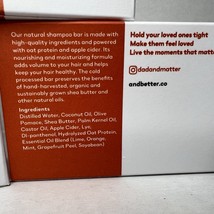 Our natural shampoo bar is made with
high-quality ingredients and powered
with oat protein and apple cider. Its
nourishing and moisturizing formula
adds volume to your hair and helps
keep your hair healthy. The cold
processed bar preserves the benefits
of hand-harvested, organic and
sustainably grown shea butter and
other natural oils.
Ingredients
Distilled Water, Coconut Oil, Olive
Pomace, Shea Butter, Palm Kernel Oil,
Castor Oil, Apple Cider, Lye,
Di-panthenol, Hydrolyzed Oat Protein,
Essential Oil Blend (Lime, Orange,
Mint, Grapefruit Peel, Soyabean)
Hold your loved ones tight
Make them feel loved
Live the moments that matte
dadandmatter
andbetter.co